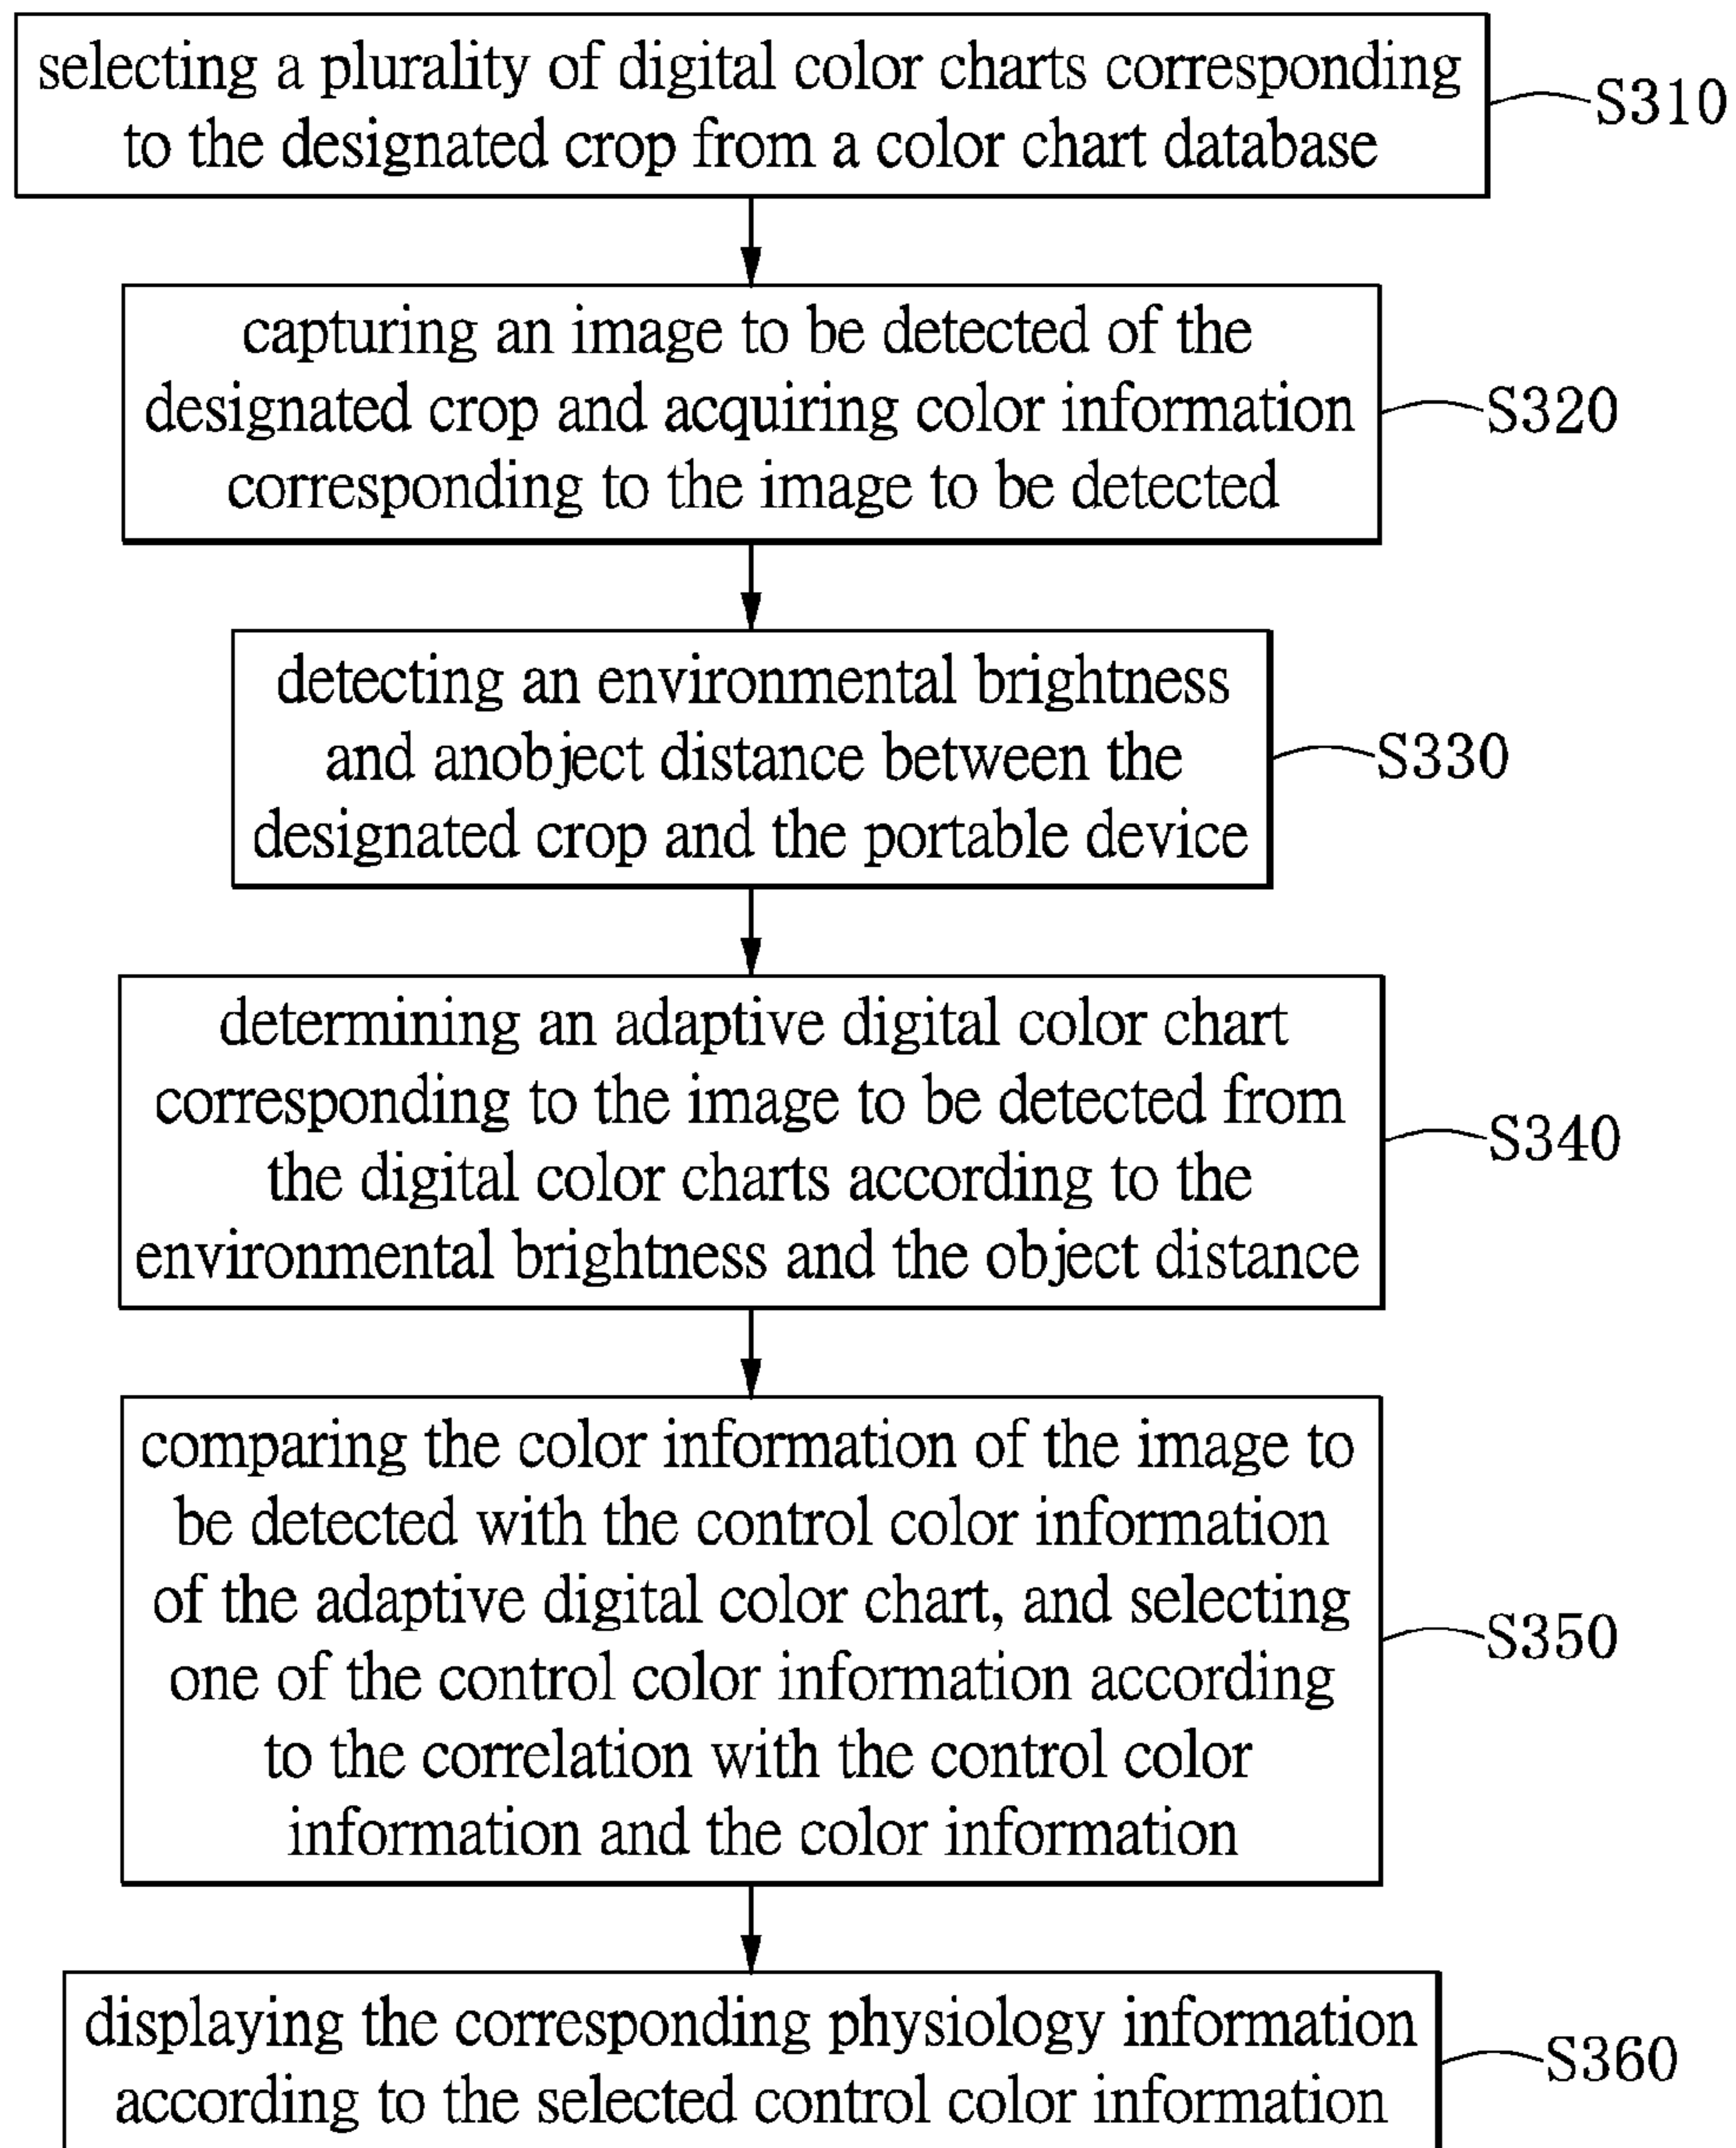 selecting a plurality of digital color charts corresponding
to the designated crop from a color chart database
S310
capturing an image to be detected of the
designated crop and acquiring color information
corresponding to the image to be detected
S320
detecting an environmental brightness
and anobject distance between the
designated crop and the portable device
S330
determining an adaptive digital color chart
corresponding to the image to be detected from
the digital color charts according to the
environmental brightness and the object distance
S340
comparing the color information of the image to
be detected with the control color information
of the adaptive digital color chart, and selecting
one of the control color information according
to the correlation with the control color
information and the color information
S350
displaying the corresponding physiology information
according to the selected control color information
S360